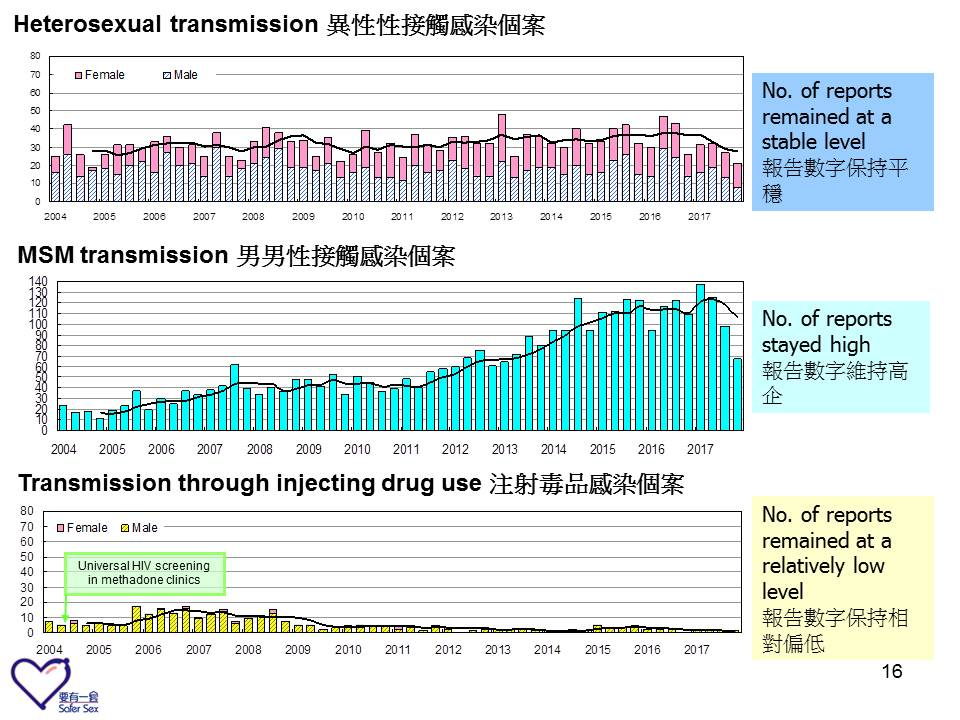 Heterosexual transmission 異性性接觸感染個案
80
70
60
50
40
30
20
10
0
Female Male
2004 2005 2006 2007 2008 2009 2010 2011 2012 2013 2014 2015 2016 2017
No. of reports
remained at a
stable level
報告數字保持平
穩
MSM transmission 男男性接觸感染個案
140
130
120
110
100
90
80
70
60
50
40
30
20
10
0
2004 2005 2006 2007 2008 2009 2010 2011 2012 2013 2014 2015 2016 2017
No. of reports
stayed high
報告數字維持高
企
Transmission through injecting drug use 注射毒品感染個案
80
70
60
50
40
30
20
10
0
Female Male
Universal HIV screening
in methadone clinics
2004 2005 2006 2007 2008 2009 2010 2011 2012 2013 2014 2015 2016 2017
No. of reports
remained at a
relatively low
level
報告數字保持相
對偏低
16
要有一套
Safer Sex